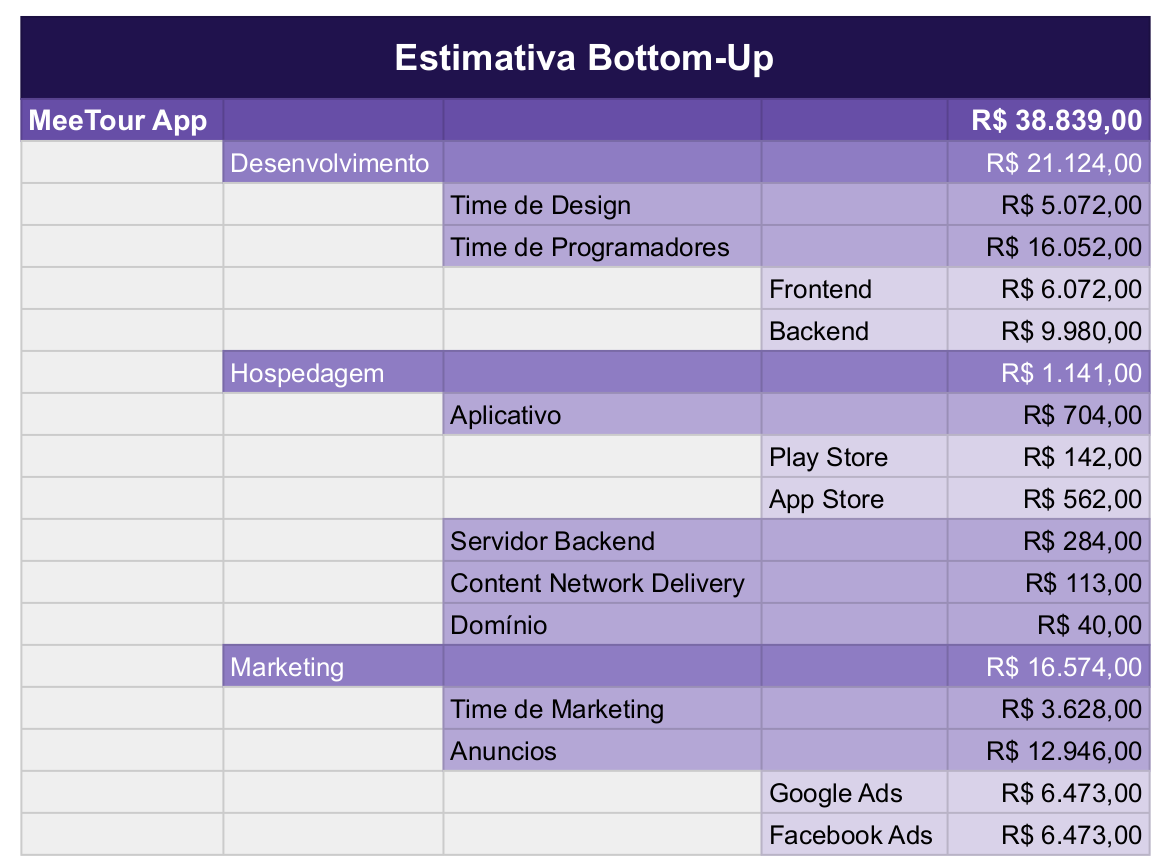 Estimativa Bottom-Up
MeeTour App R$ 38.839,00
Desenvolvimento R$ 21.124,00
Time de Design R$ 5.072,00
Time de Programadores R$ 16.052,00
Frontend R$ 6.072,00
Backend R$ 9.980,00
Hospedagem R$ 1.141,00
Aplicativo R$ 704,00
Play Store R$ 142,00
App Store R$ 562,00
Servidor Backend R$ 284,00
Content Network Delivery R$ 113,00
Domínio R$ 40,00
Marketing R$ 16.574,00
Time de Marketing R$ 3.628,00
Anuncios R$ 12.946,00
Google Ads R$ 6.473,00
Facebook Ads R$ 6.473,00